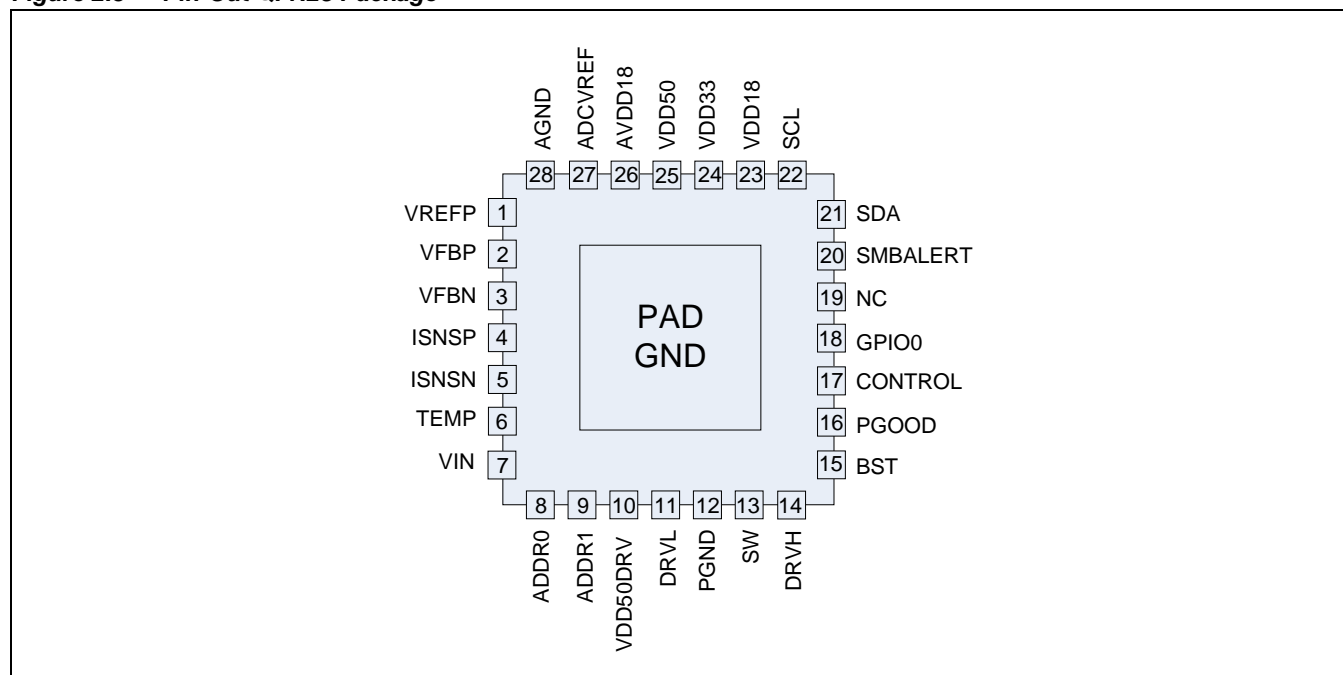 AGND
ADCVREF
AVDD18
VDD50
VDD33
VDD18
SCL
28 27 26 25 24 23 22
VREFP 1
VFBP 2
VFBN 3
ISNSP 4
ISNSN 5
TEMP 6
VIN 7
PAD
GND
21 SDA
20 SMBALERT
19 NC
18 GPIO0
17 CONTROL
16 PGOOD
15 BST
8 9 10 11 12 13 14
ADDR0
ADDR1
VDD50DRV
DRVL
PGND
SW
DRVH